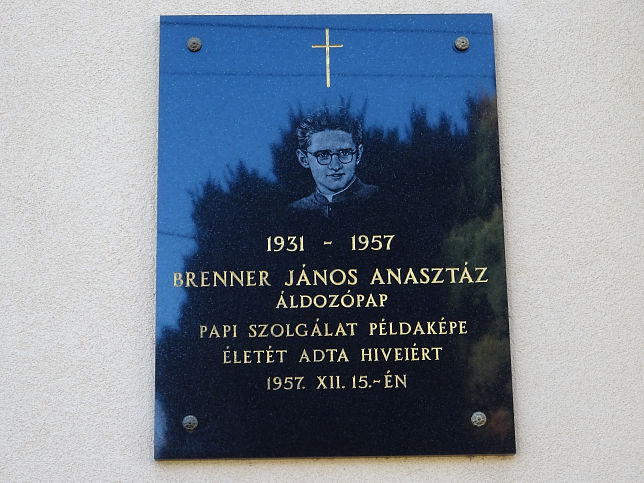 1931 - 1957
BRENNER JÁNOS ANASZTÁZ
ÁLDOZÓPAP
PAPI SZOLGÁLAT PÉLDAKÉPE
ÉLETÉT ADTA HIVEIÉRT
1957. XII. 15.-ÉN